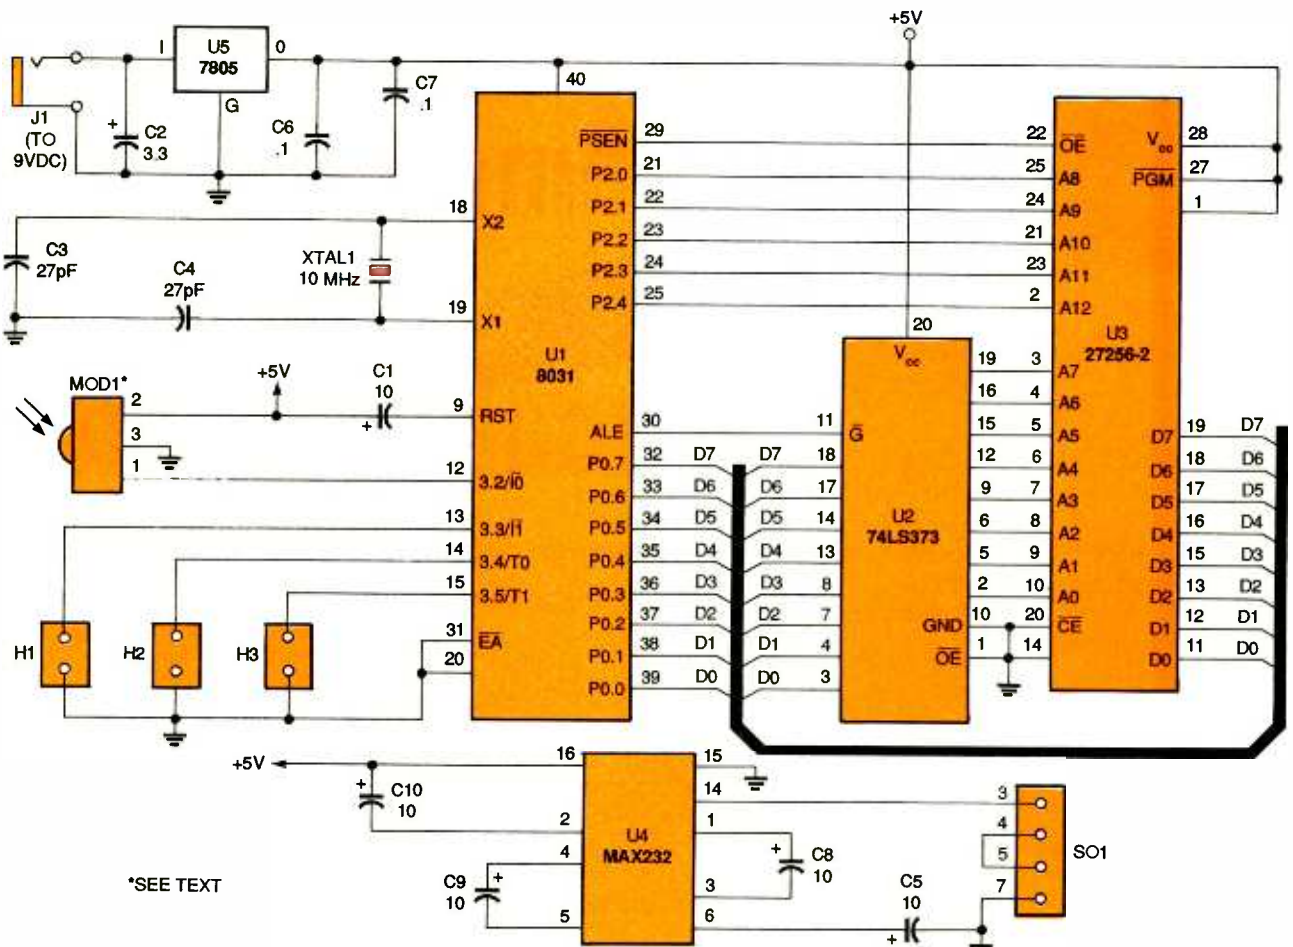 +5V
I
U5
7805
O
G
J1
(TO
9VDC)
+
C2
3.3
C6
.1
C7
.1
40
C3
27pF
C4
27pF
XTAL1
10 MHz
18
X2
19
X1
MOD1*
2
3
1
+5V
C1
10
+
9
RST
12
3.2/I̅0̅
13
3.3/I̅1̅
14
3.4/T0
15
3.5/T1
31
E̅A̅
20
H1
H2
H3
U1
8031
P̅S̅E̅N̅
29
P2.0
21
P2.1
22
P2.2
23
P2.3
24
P2.4
25
ALE
30
P0.7
32
D7
P0.6
33
D6
P0.5
34
D5
P0.4
35
D4
P0.3
36
D3
P0.2
37
D2
P0.1
38
D1
P0.0
39
D0
20
Vcc
11
G̅
D7
18
D6
17
D5
14
D4
13
D3
8
D2
7
D1
4
D0
3
U2
74LS373
19
16
15
12
9
6
5
2
GND
10
O̅E̅
1
22
O̅E̅
25
A8
24
A9
21
A10
23
A11
2
A12
3
A7
4
A6
5
A5
6
A4
7
A3
8
A2
9
A1
10
A0
20
C̅E̅
14
U3
27256-2
Vcc
28
P̅G̅M̅
27
1
D7
19
D7
D6
18
D6
D5
17
D5
D4
16
D4
D3
15
D3
D2
13
D2
D1
12
D1
D0
11
D0
+5V
16
+
C10
10
2
4
C9
10
+
5
U4
MAX232
15
14
1
+
C8
10
3
6
C5
10
+
3
4
5
7
SO1
*SEE TEXT